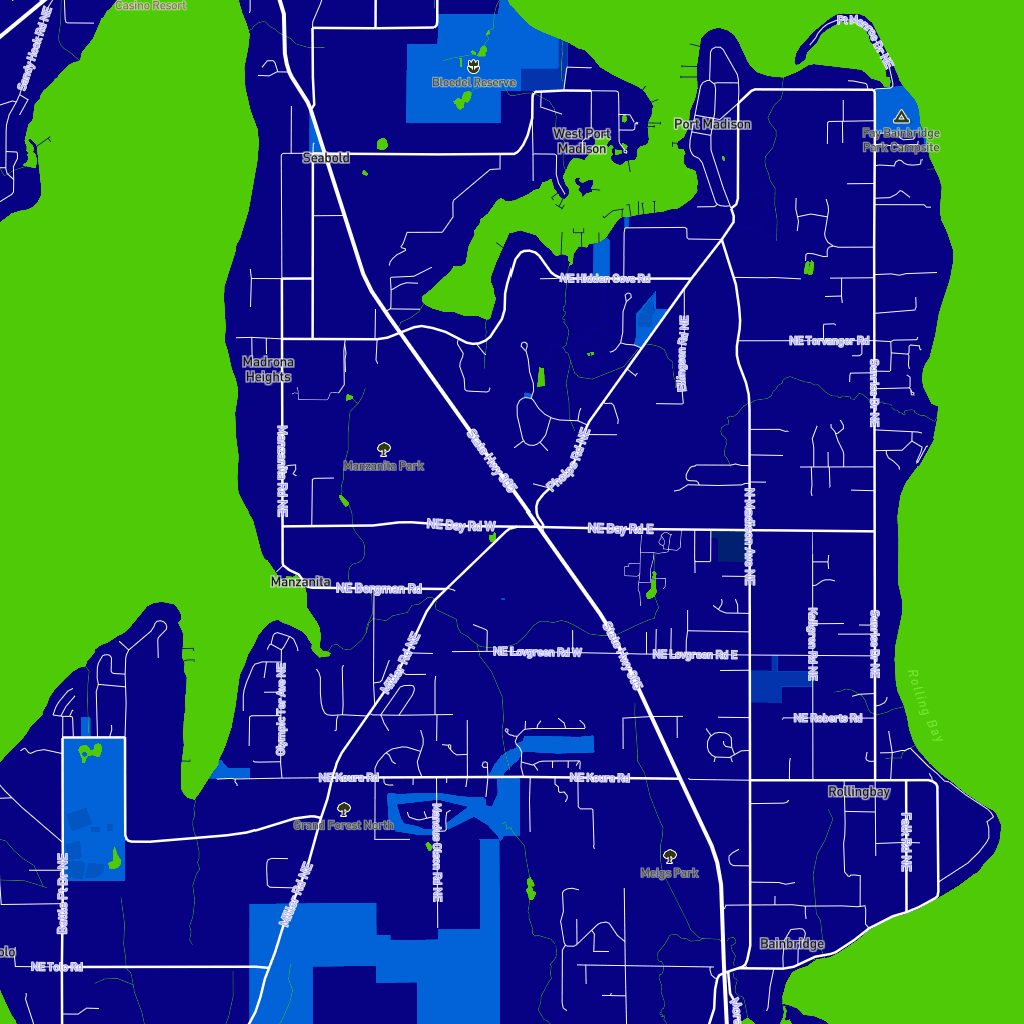 Casino Resort
Sandy Hook Rd NE
Ft Monroe Dr NE
Bloedel Reserve
Port Madison
West Port
Madison
Fay Bainbridge
Park Campsite
Seabold
NE Hidden Cove Rd
Ellingsen Rd NE
NE Torvanger Rd
Madrona
Heights
Sunrise Dr NE
Manzanita Rd NE
State Hwy 305
Phelps Rd NE
Manzanita Park
N Madison Ave NE
NE Day Rd W
NE Day Rd E
Manzanita
NE Bergman Rd
Miller Rd NE
State Hwy 305
NE Lovgreen Rd W
NE Lovgreen Rd E
Kallgren Rd NE
Sunrise Dr NE
Olympic Ter Ave NE
Rolling Bay
NE Roberts Rd
NE Koura Rd
NE Koura Rd
Rollingbay
Grand Forest North
Mandus Olson Rd NE
Falk Rd NE
Meigs Park
Battle Pt Dr NE
Miller Rd NE
Bainbridge
olo
NE Tolo Rd